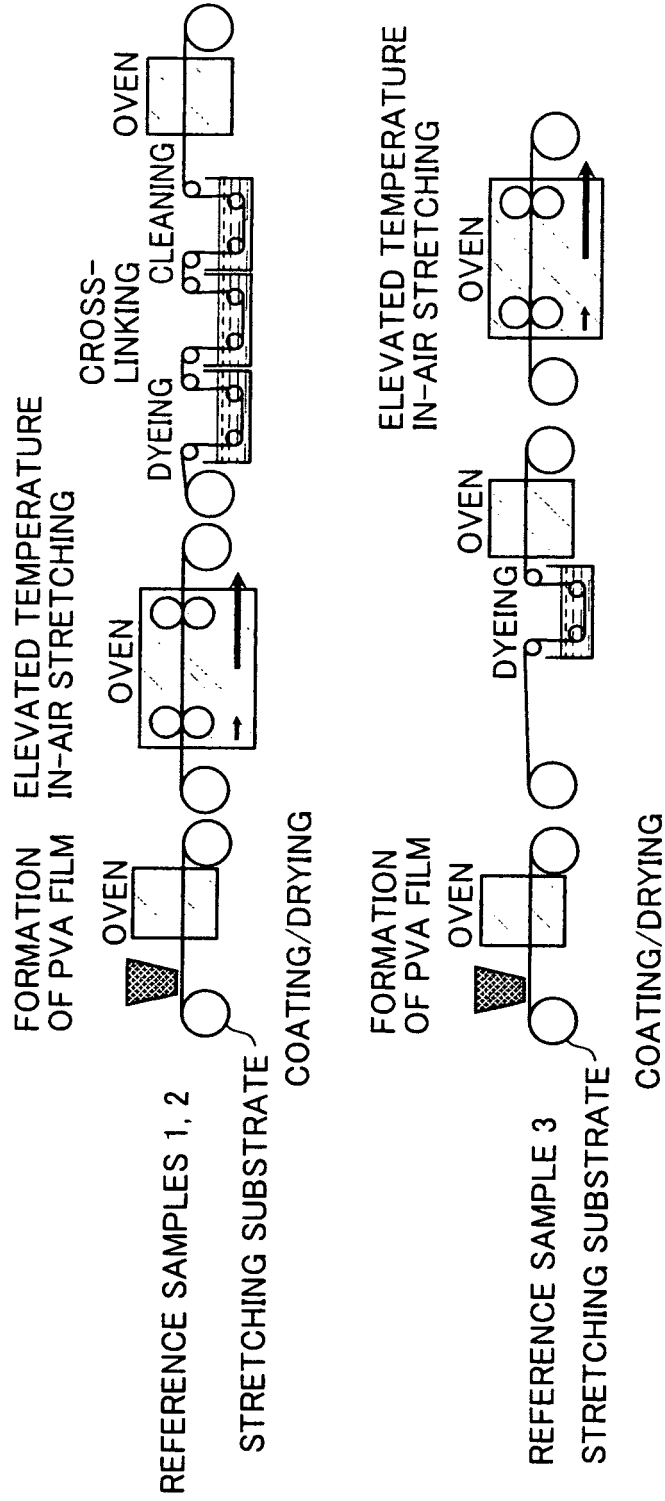 REFERENCE SAMPLES 1, 2
FORMATION
OF PVA FILM
OVEN
STRETCHING SUBSTRATE
COATING/DRYING
ELEVATED TEMPERATURE
IN-AIR STRETCHING
OVEN
DYEING
CROSS-
LINKING
CLEANING
OVEN
REFERENCE SAMPLE 3
FORMATION
OF PVA FILM
OVEN
STRETCHING SUBSTRATE
COATING/DRYING
DYEING
OVEN
ELEVATED TEMPERATURE
IN-AIR STRETCHING
OVEN